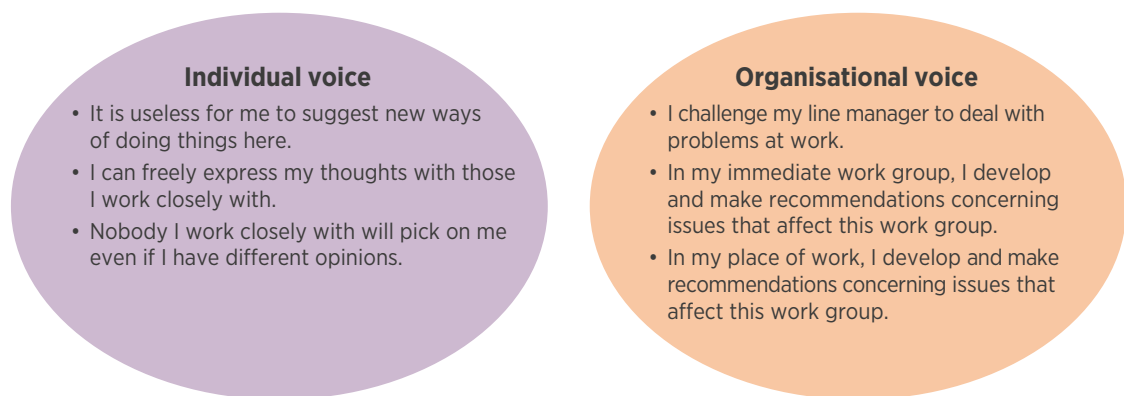 Individual voice
• It is useless for me to suggest new ways
of doing things here.
• I can freely express my thoughts with those
I work closely with.
• Nobody I work closely with will pick on me
even if I have different opinions.
Organisational voice
• I challenge my line manager to deal with
problems at work.
• In my immediate work group, I develop
and make recommendations concerning
issues that affect this work group.
• In my place of work, I develop and make
recommendations concerning issues that
affect this work group.